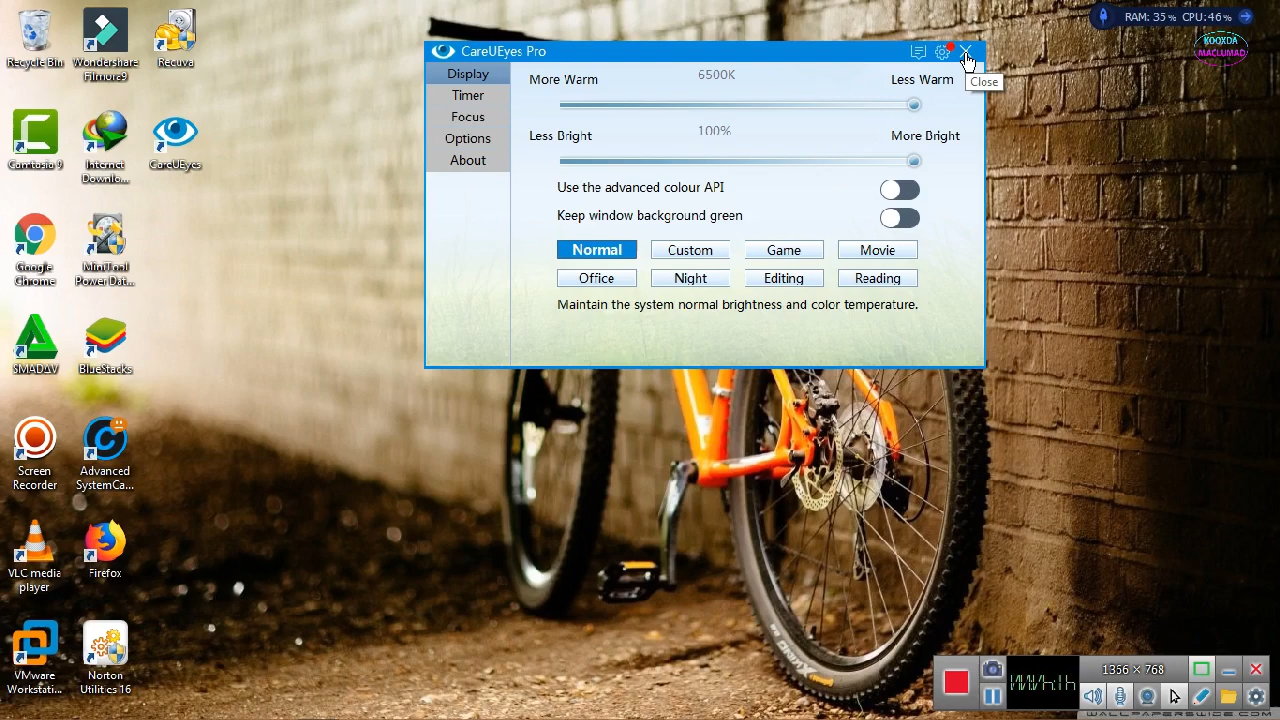 RAM: 35% CPU:46%
KOOXDA
MACLUMAD
Recycle Bin
Wondershare
Filmora9
Recuva
Camtasia 9
Internet
Downlo...
CareUEyes
Google
Chrome
MiniTool
Power Dat...
SMADAV
BlueStacks
Screen
Recorder
Advanced
SystemCa...
VLC media
player
Firefox
VMware
Workstati...
Norton
Utilities 16
CareUEyes Pro
Close
Display
Timer
Focus
Options
About
More Warm
6500K
Less Warm
Less Bright
100%
More Bright
Use the advanced colour API
Keep window background green
Normal
Custom
Game
Movie
Office
Night
Editing
Reading
Maintain the system normal brightness and color temperature.
1356 × 768
WALLPAPERSWIDE.COM